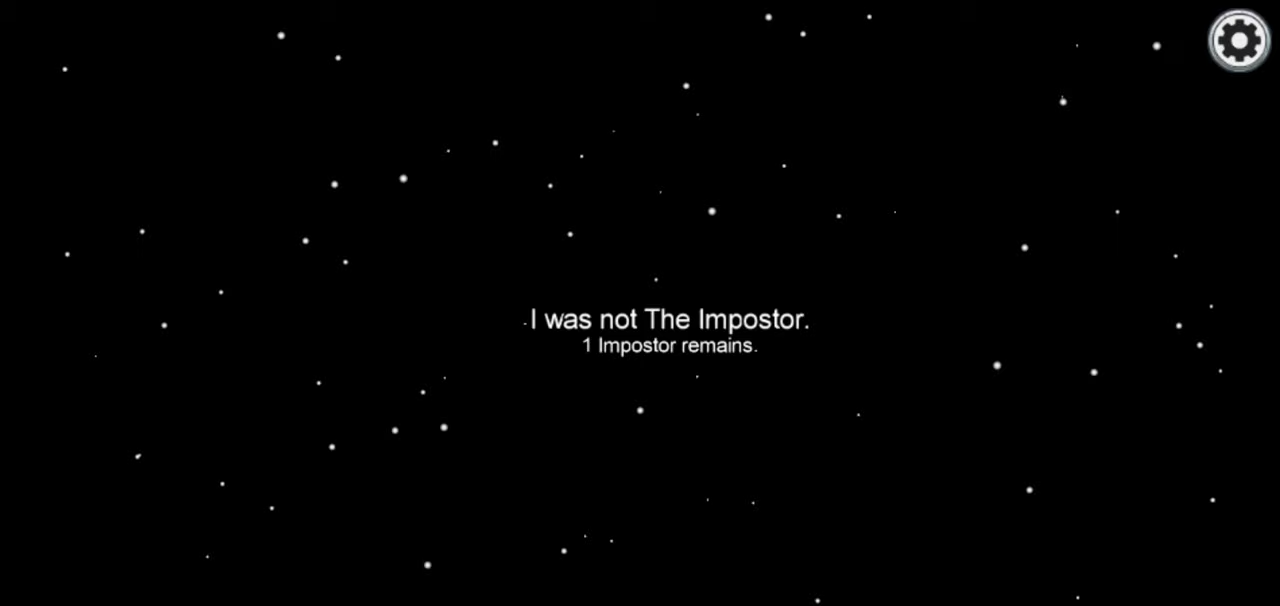 I was not The Impostor.
1 Impostor remains.